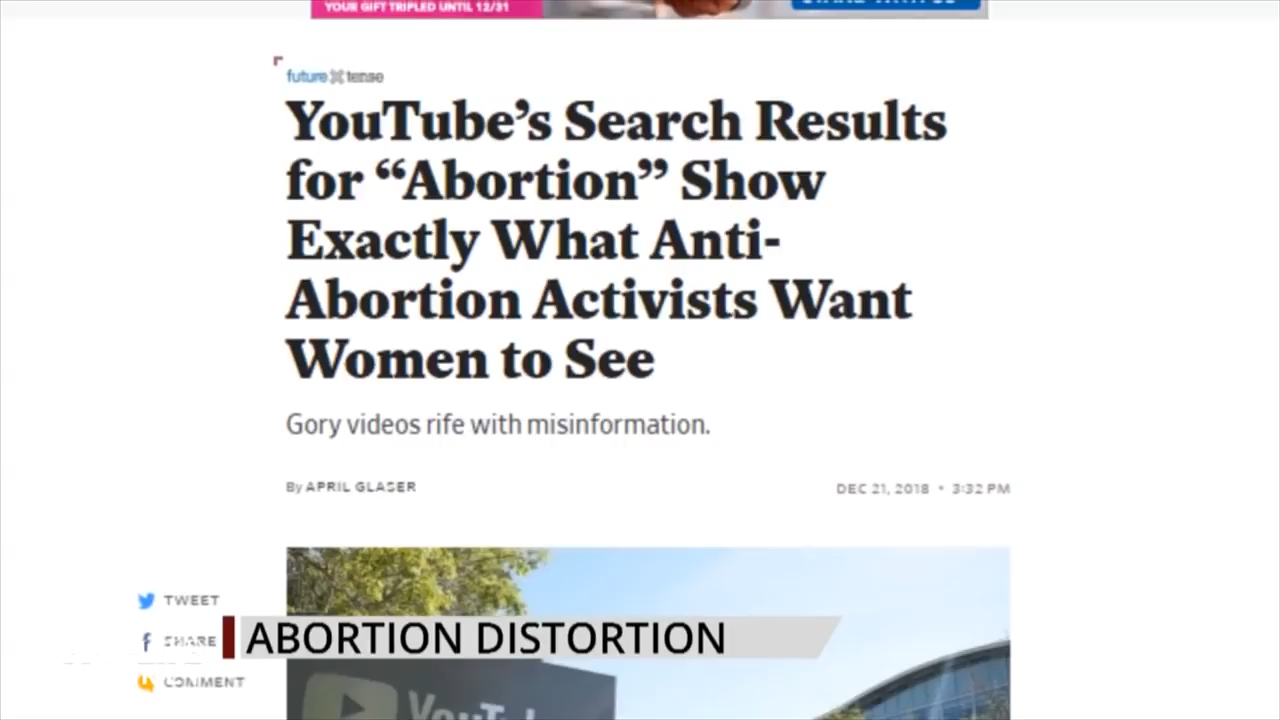 YOUR GIFT TRIPLED UNTIL 12/31
future tense
YouTube's Search Results
for “Abortion” Show
Exactly What Anti-
Abortion Activists Want
Women to See
Gory videos rife with misinformation.
By APRIL GLASER
DEC 21, 2018 • 3:32 PM
TWEET
SHARE
ABORTION DISTORTION
COMMENT